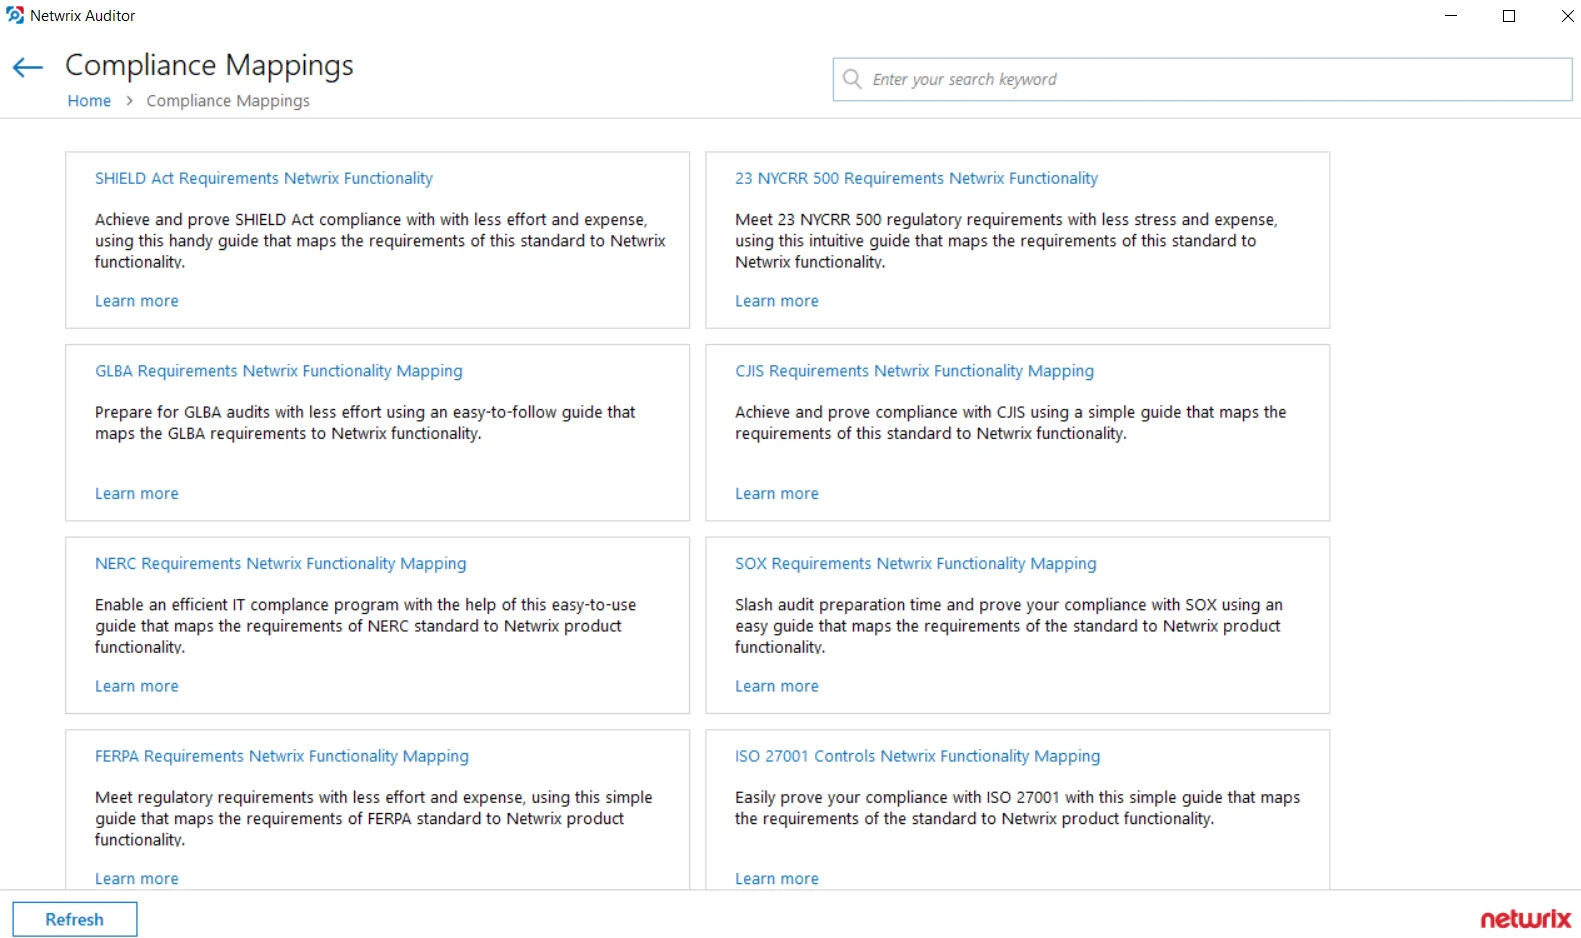 Netwrix Auditor
Compliance Mappings
Home > Compliance Mappings
Enter your search keyword
SHIELD Act Requirements Netwrix Functionality
Achieve and prove SHIELD Act compliance with with less effort and expense,
using this handy guide that maps the requirements of this standard to Netwrix
functionality.
Learn more
23 NYCRR 500 Requirements Netwrix Functionality
Meet 23 NYCRR 500 regulatory requirements with less stress and expense,
using this intuitive guide that maps the requirements of this standard to
Netwrix functionality.
Learn more
GLBA Requirements Netwrix Functionality Mapping
Prepare for GLBA audits with less effort using an easy-to-follow guide that
maps the GLBA requirements to Netwrix functionality.
Learn more
CJIS Requirements Netwrix Functionality Mapping
Achieve and prove compliance with CJIS using a simple guide that maps the
requirements of this standard to Netwrix functionality.
Learn more
NERC Requirements Netwrix Functionality Mapping
Enable an efficient IT complance program with the help of this easy-to-use
guide that maps the requirements of NERC standard to Netwrix product
functionality.
Learn more
SOX Requirements Netwrix Functionality Mapping
Slash audit preparation time and prove your compliance with SOX using an
easy guide that maps the requirements of the standard to Netwrix product
functionality.
Learn more
FERPA Requirements Netwrix Functionality Mapping
Meet regulatory requirements with less effort and expense, using this simple
guide that maps the requirements of FERPA standard to Netwrix product
functionality.
Learn more
ISO 27001 Controls Netwrix Functionality Mapping
Easily prove your compliance with ISO 27001 with this simple guide that maps
the requirements of the standard to Netwrix product functionality.
Learn more
Refresh
netwrix